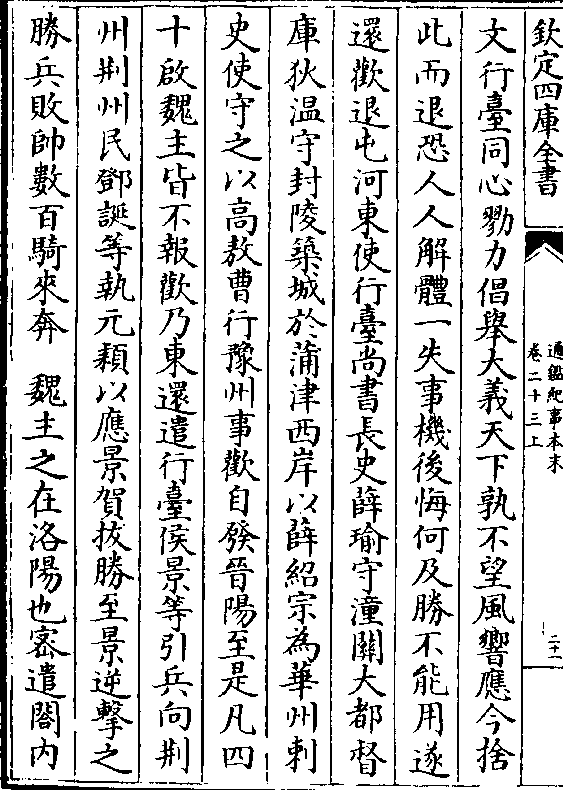 欽定四庫全書
通鑑紀事本末
卷二十三上
二十一
文行臺同心勠力倡舉大義天下孰不望風響應今捨
此而退恐人人解體一失事機後悔何及勝不能用遂
還歡退屯河東使行臺尚書長史薛瑜守潼關大都督
庫狄温守封陵築城於蒲津西岸以薛紹宗為華州刺
史使守之以高敖曹行豫州事歡自發晉陽至是凡四
十啟魏主皆不報歡乃東還遣行臺侯景等引兵向荆
州荆州民鄧誕等執元穎以應景賀拔勝至景逆擊之
勝兵敗帥數百騎來奔　魏主之在洛陽也密遣閤内